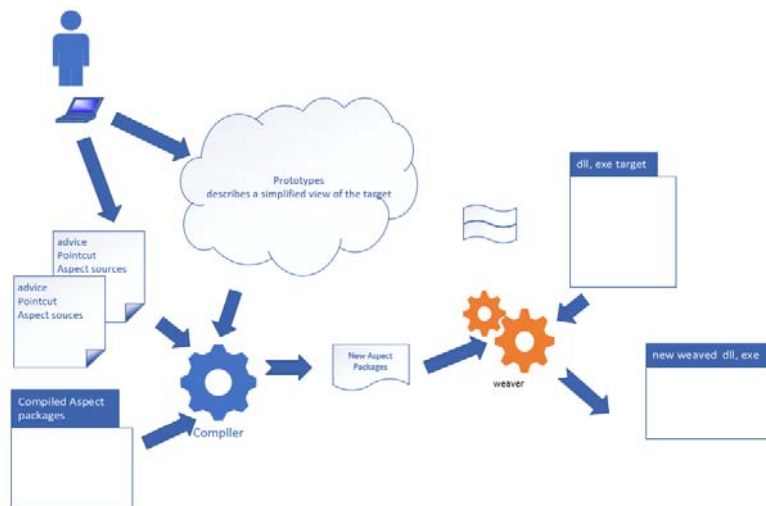 Prototypes
describes a simplified view of the target
dll, exe target
advice
Pointcut
Aspect sources
advice
Pointcut
Aspect souces
New Aspect
Packages
weaver
new weaved dll, exe
Compiled Aspect
packages
Compller